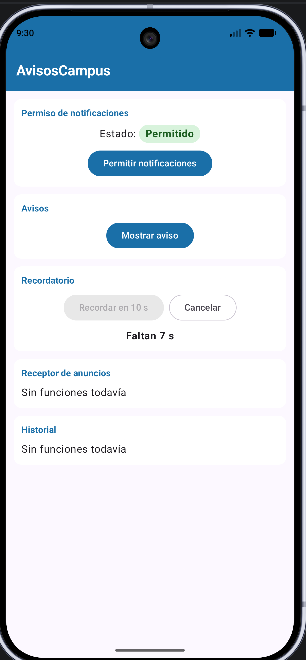 9:30
AvisosCampus
Permiso de notificaciones
Estado: Permitido
Permitir notificaciones
Avisos
Mostrar aviso
Recordatorio
Recordar en 10 s Cancelar
Faltan 7 s
Receptor de anuncios
Sin funciones todavía
Historial
Sin funciones todavía